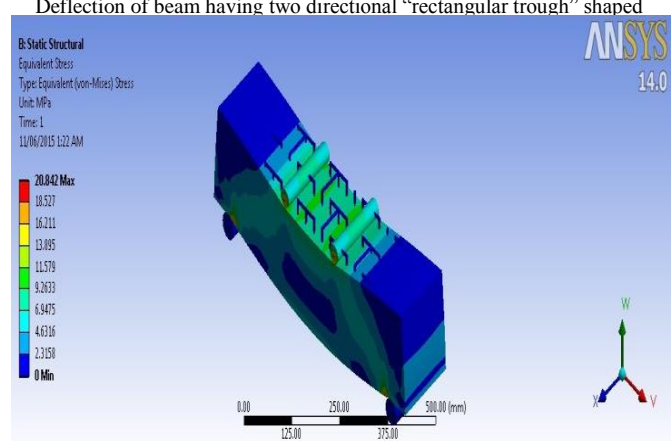 Deflection of beam having two directional “rectangular trough” shaped
B: Static Structural
Equivalent Stress
Type: Equivalent (von-Mises) Stress
Unit: MPa
Time: 1
11/06/2015 1:22 AM
20.842 Max
18.527
16.211
13.895
11.579
9.2633
6.9475
4.6316
2.3158
0 Min
ANSYS
14.0
W
X
V
0.00
250.00
500.00 (mm)
125.00
375.00